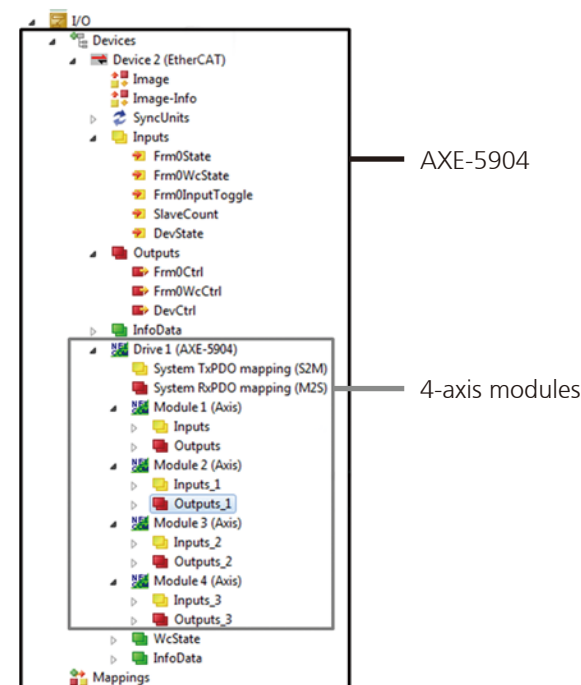 I/O
Devices
Device 2 (EtherCAT)
Image
Image-Info
SyncUnits
Inputs
Frm0State
Frm0WcState
Frm0InputToggle
SlaveCount
DevState
Outputs
Frm0Ctrl
Frm0WcCtrl
DevCtrl
InfoData
Drive 1 (AXE-5904)
System TxPDO mapping (S2M)
System RxPDO mapping (M2S)
Module 1 (Axis)
Inputs
Outputs
Module 2 (Axis)
Inputs_1
Outputs_1
Module 3 (Axis)
Inputs_2
Outputs_2
Module 4 (Axis)
Inputs_3
Outputs_3
WcState
InfoData
Mappings
AXE-5904
4-axis modules